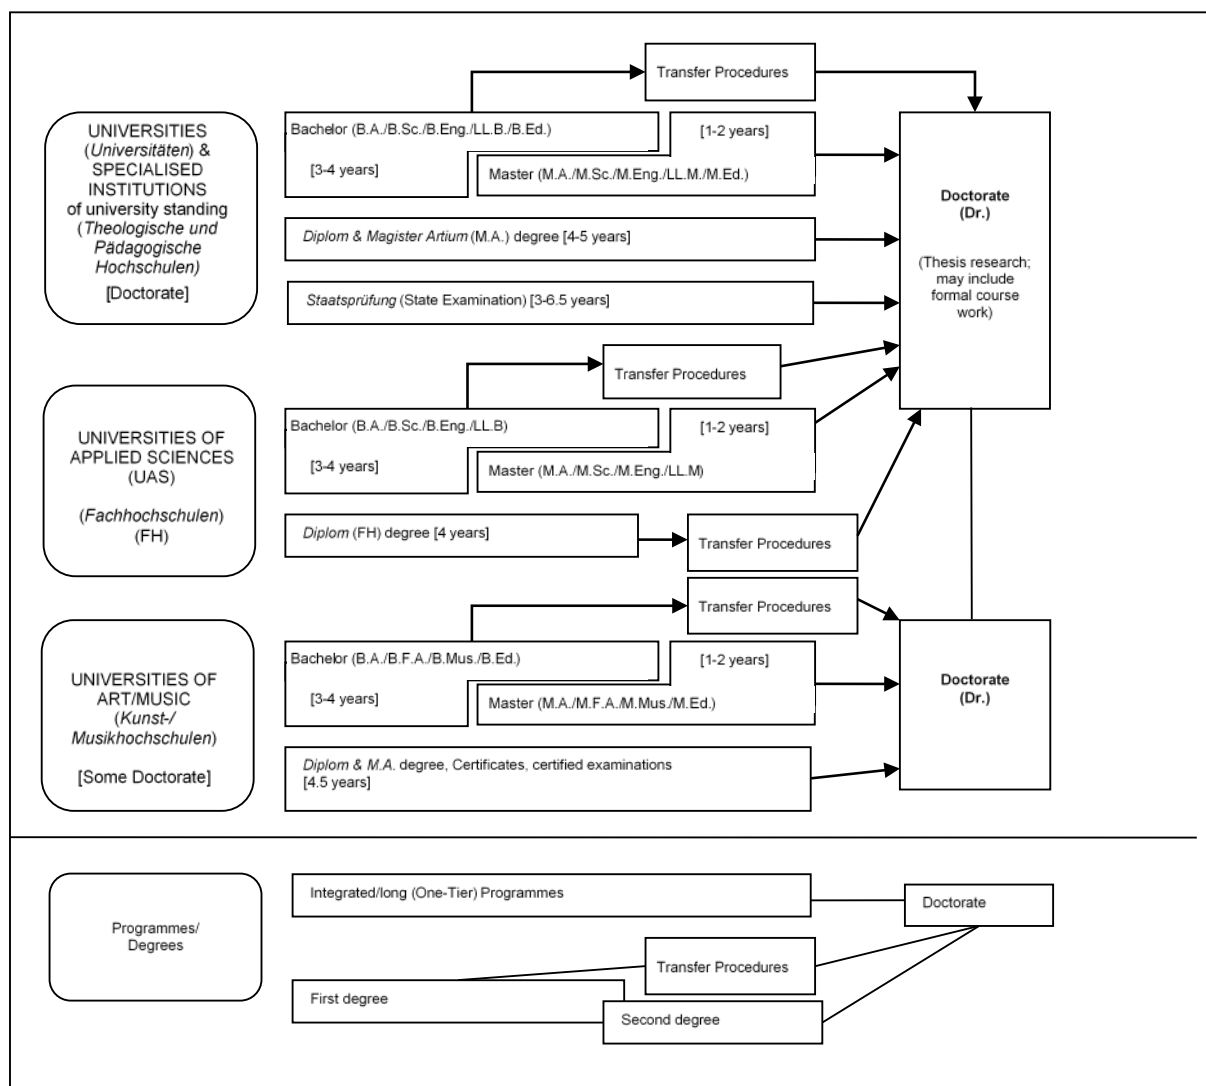 Transfer Procedures
UNIVERSITIES
(Universitäten) &
SPECIALISED
INSTITUTIONS
of university standing
(Theologische und
Pädagogische
Hochschulen)
[Doctorate]
Bachelor (B.A./B.Sc./B.Eng./LL.B./B.Ed.)
[3-4 years]
[1-2 years]
Master (M.A./M.Sc./M.Eng./LL.M./M.Ed.)
Diplom & Magister Artium (M.A.) degree [4-5 years]
Staatsprüfung (State Examination) [3-6.5 years]
Doctorate
(Dr.)
(Thesis research;
may include
formal course
work)
Transfer Procedures
UNIVERSITIES OF
APPLIED SCIENCES
(UAS)
(Fachhochschulen)
(FH)
Bachelor (B.A./B.Sc./B.Eng./LL.B)
[3-4 years]
[1-2 years]
Master (M.A./M.Sc./M.Eng./LL.M)
Diplom (FH) degree [4 years]
Transfer Procedures
Transfer Procedures
UNIVERSITIES OF
ART/MUSIC
(Kunst-/
Musikhochschulen)
[Some Doctorate]
Bachelor (B.A./B.F.A./B.Mus./B.Ed.)
[3-4 years]
[1-2 years]
Master (M.A./M.F.A./M.Mus./M.Ed.)
Diplom & M.A. degree, Certificates, certified examinations
[4.5 years]
Doctorate
(Dr.)
Programmes/
Degrees
Integrated/long (One-Tier) Programmes
Doctorate
Transfer Procedures
First degree
Second degree